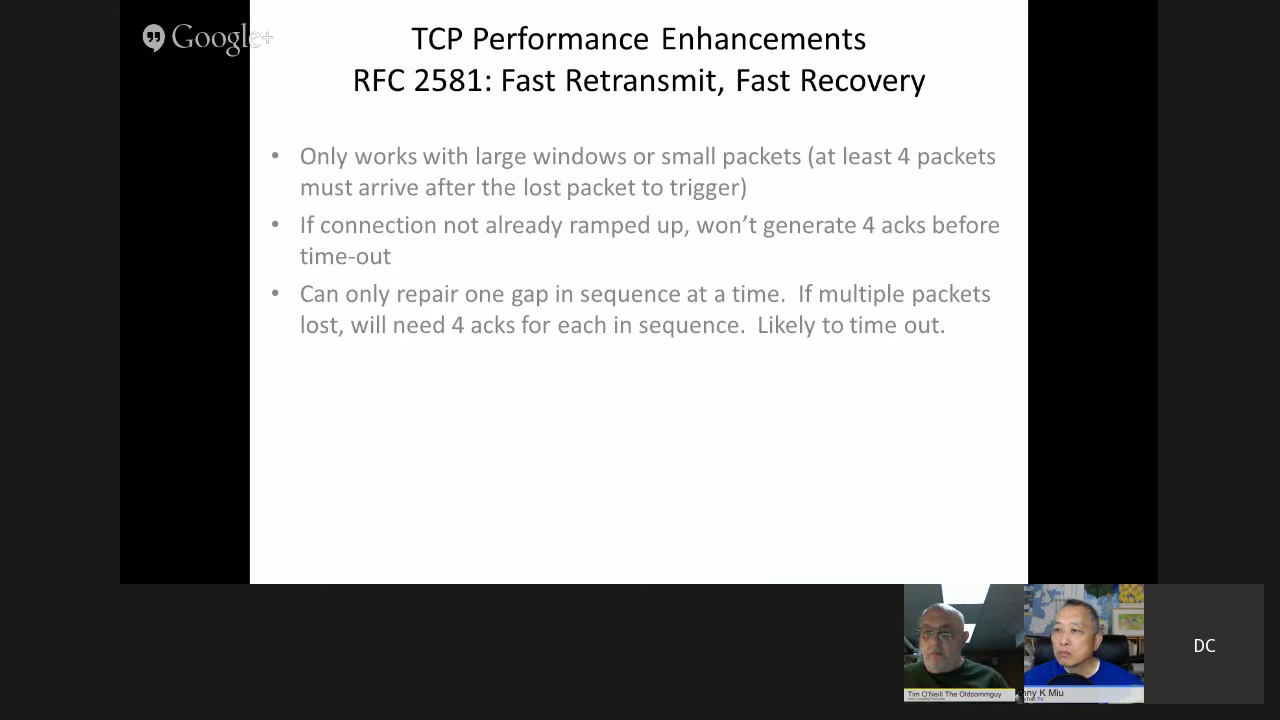 Google+
TCP Performance Enhancements
RFC 2581: Fast Retransmit, Fast Recovery
• Only works with large windows or small packets (at least 4 packets
must arrive after the lost packet to trigger)
• If connection not already ramped up, won’t generate 4 acks before
time-out
• Can only repair one gap in sequence at a time.  If multiple packets
lost, will need 4 acks for each in sequence.  Likely to time out.
DC
Tim O'Neill The Oldcommguy
nny K Miu